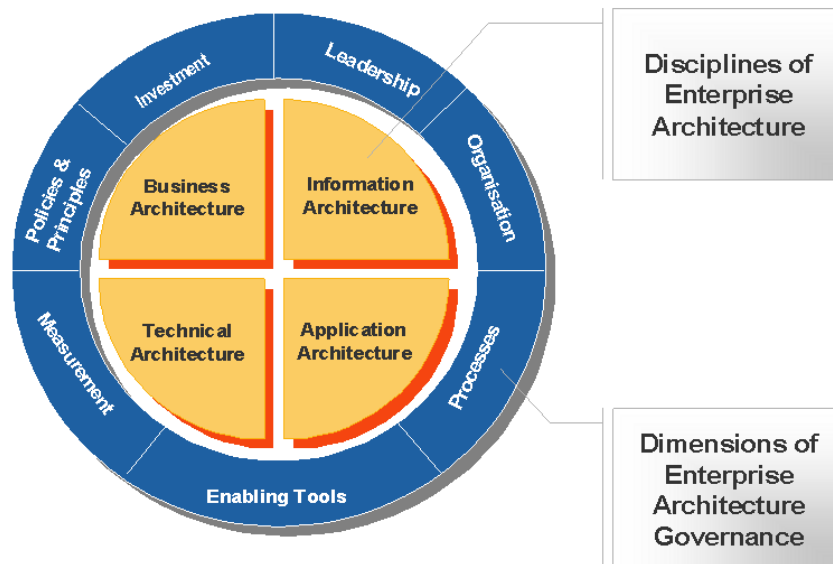 Investment
Leadership
Organisation
Processes
Enabling Tools
Measurement
Policies &
Principles
Business
Architecture
Information
Architecture
Technical
Architecture
Application
Architecture
Disciplines of
Enterprise
Architecture
Dimensions of
Enterprise
Architecture
Governance